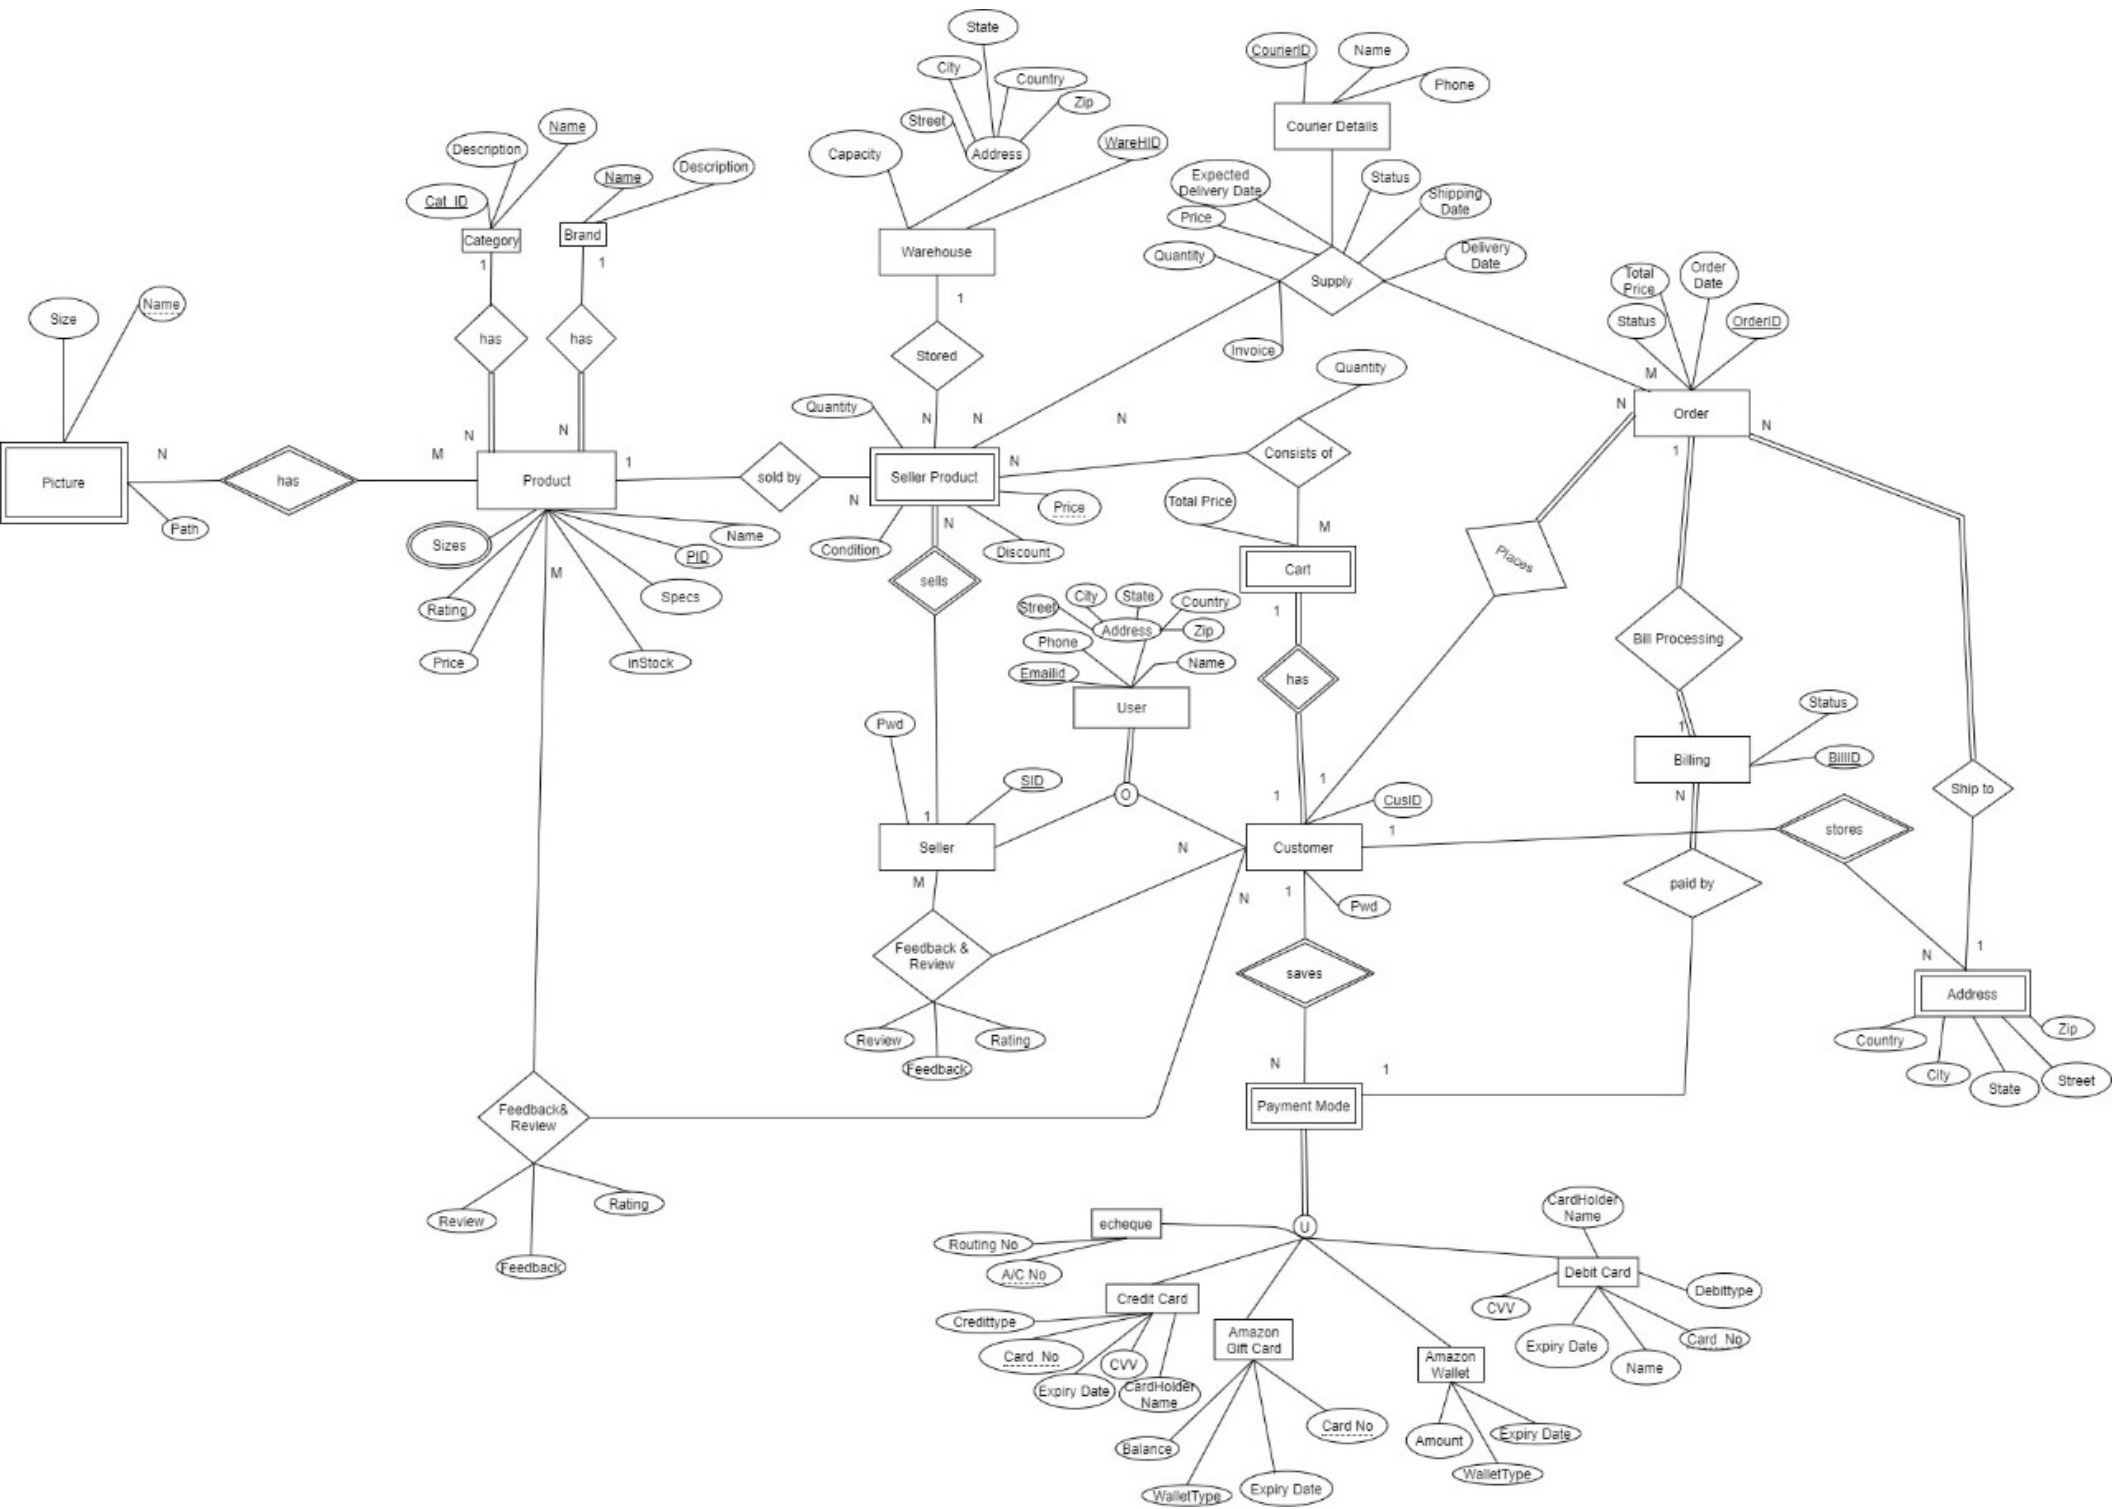 State
City
Country
Zip
Street
Address
CourierID
Name
Phone
Courier Details
Name
Description
Cat_ID
Category
Name
Description
Brand
Capacity
WareHID
Warehouse
Expected
Delivery Date
Status
Shipping
Date
Price
Quantity
Delivery
Date
Supply
Invoice
Total
Price
Order
Date
Status
OrderID
Order
1
1
1
has
has
Stored
Size
Name
Quantity
Quantity
N
N
N
N
N
M
N
N
Picture
N
has
M
Product
1
sold by
N
Seller Product
N
Consists of
Path
Sizes
Name
PID
Rating
Specs
Price
inStock
M
Condition
Discount
Price
N
sells
Total Price
M
Cart
1
Places
1
Bill Processing
1
Street
City
State
Country
Address
Zip
Phone
Emailid
Name
User
has
Status
BillID
Billing
N
Ship to
Pwd
SID
O
1
1
CusID
1
Seller
N
Customer
1
stores
M
N
1
Pwd
paid by
Feedback &
Review
saves
N
1
Address
Country
City
State
Street
Zip
Review
Feedback
Rating
N
1
Payment Mode
Feedback&
Review
Review
Feedback
Rating
echeque
U
Routing No
A/C No
CardHolder
Name
Debit Card
CVV
Debittype
Expiry Date
Card_No
Name
Credit Card
Credittype
Card_No
CVV
Expiry Date
CardHolder
Name
Amazon
Gift Card
Balance
WalletType
Expiry Date
Card No
Amazon
Wallet
Amount
Expiry Date
WalletType